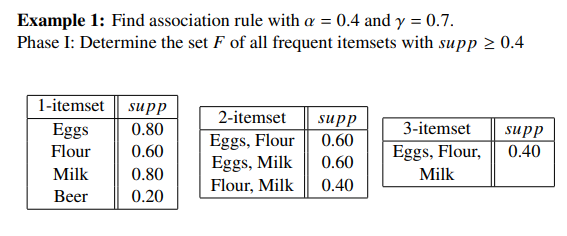 Example 1: Find association rule with α = 0.4 and γ = 0.7.
Phase I: Determine the set F of all frequent itemsets with supp ≥ 0.4
1-itemset supp
Eggs 0.80
Flour 0.60
Milk 0.80
Beer 0.20
2-itemset supp
Eggs, Flour 0.60
Eggs, Milk 0.60
Flour, Milk 0.40
3-itemset supp
Eggs, Flour, 0.40
Milk